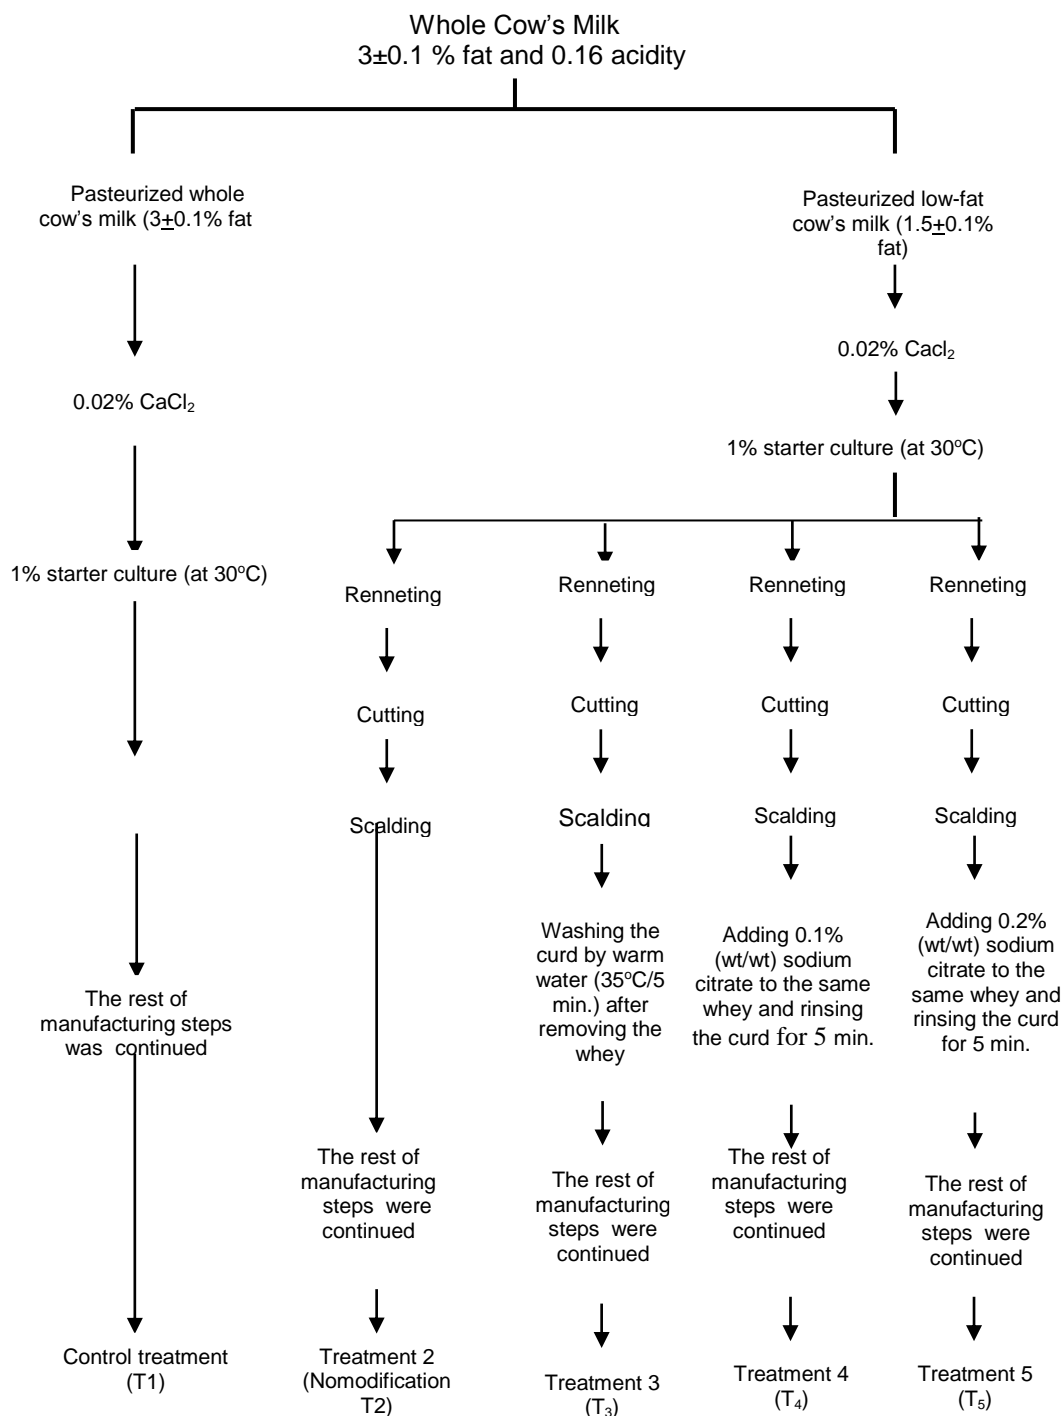 Whole Cow's Milk
3±0.1 % fat and 0.16 acidity
Pasteurized whole
cow's milk (3±0.1% fat
0.02% CaCl₂
1% starter culture (at 30ºC)
The rest of
manufacturing steps
was continued
Control treatment
(T1)
Pasteurized low-fat
cow's milk (1.5±0.1%
fat)
0.02% Cacl₂
1% starter culture (at 30ºC)
Renneting
Cutting
Scalding
The rest of
manufacturing
steps were
continued
Treatment 2
(Nomodification
T2)
Renneting
Cutting
Scalding
Washing the
curd by warm
water (35ºC/5
min.) after
removing the
whey
The rest of
manufacturing
steps were
continued
Treatment 3
(T₃)
Renneting
Cutting
Scalding
Adding 0.1%
(wt/wt) sodium
citrate to the same
whey and rinsing
the curd for 5 min.
The rest of
manufacturing
steps were
continued
Treatment 4
(T₄)
Renneting
Cutting
Scalding
Adding 0.2%
(wt/wt) sodium
citrate to the
same whey and
rinsing the curd
for 5 min.
The rest of
manufacturing
steps were
continued
Treatment 5
(T₅)